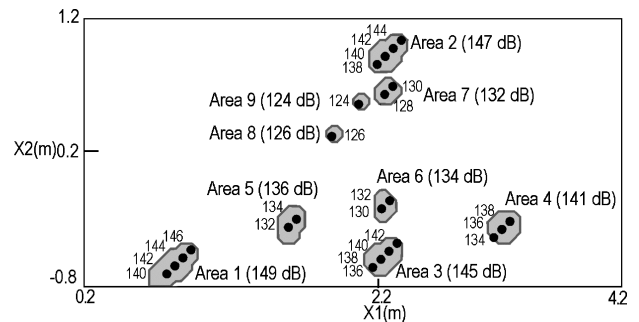 1.2
144
142
140
138
Area 2 (147 dB)
130
128
Area 7 (132 dB)
Area 9 (124 dB)
124
Area 8 (126 dB)
126
X2(m)
0.2
Area 6 (134 dB)
132
130
Area 5 (136 dB)
134
132
Area 4 (141 dB)
138
136
134
146
144
142
140
Area 1 (149 dB)
142
140
138
136
Area 3 (145 dB)
-0.8
0.2
2.2
4.2
X1(m)